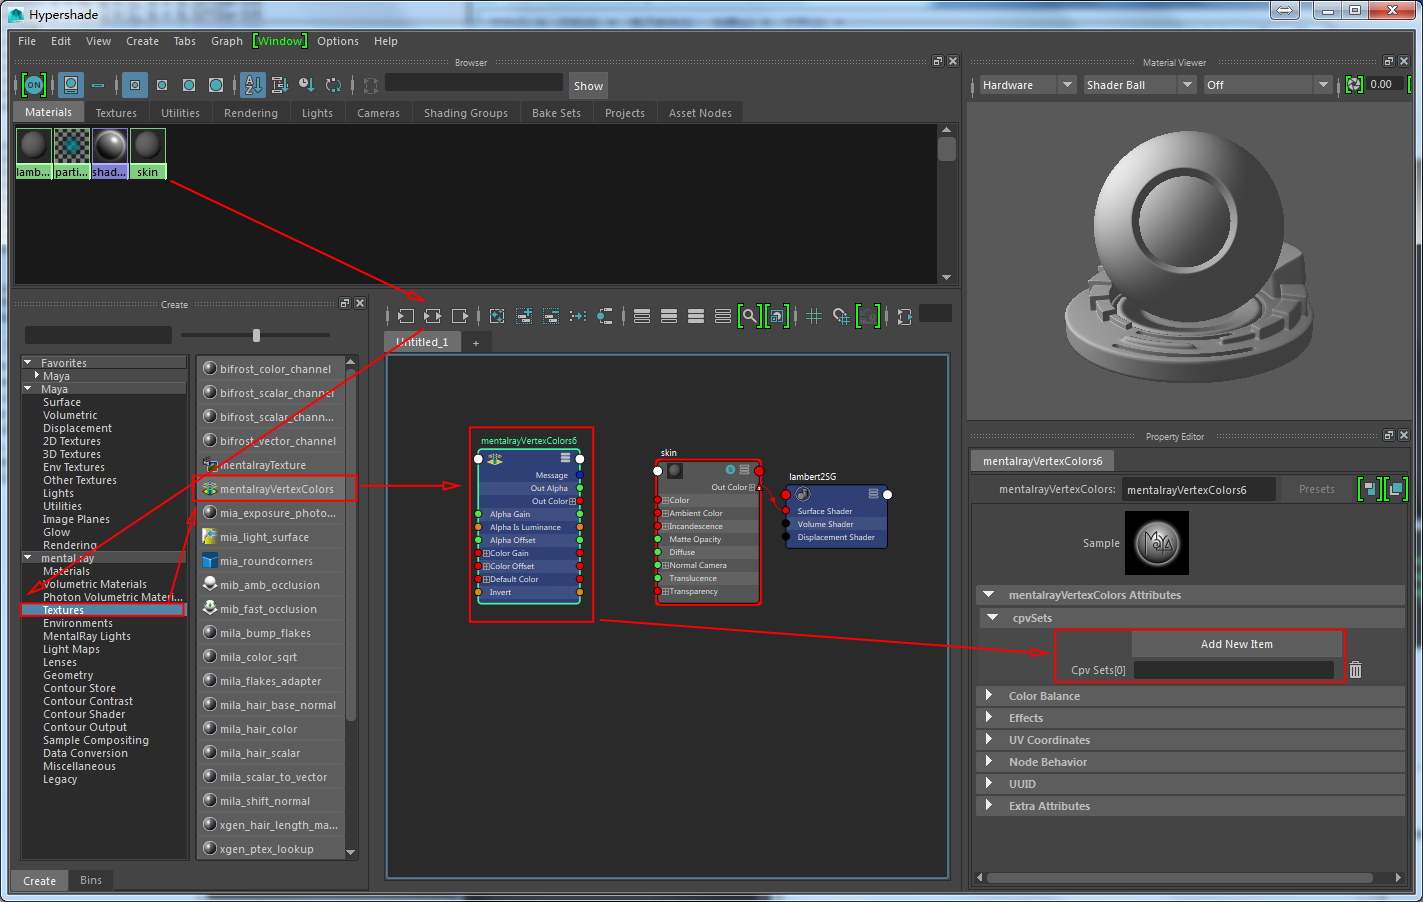 Hypershade
File Edit View Create Tabs Graph [Window] Options Help
Browser
ON
Show
Materials Textures Utilities Rendering Lights Cameras Shading Groups Bake Sets Projects Asset Nodes
lamb... parti... shad... skin
Material Viewer
Hardware Shader Ball Off 0.00
Create
Favorites
Maya
Maya
Surface
Volumetric
Displacement
2D Textures
3D Textures
Env Textures
Other Textures
Lights
Utilities
Image Planes
Glow
Rendering
mental ray
Materials
Volumetric Materials
Photon Volumetric Materi...
Textures
Environments
MentalRay Lights
Light Maps
Lenses
Geometry
Contour Store
Contour Contrast
Contour Shader
Contour Output
Sample Compositing
Data Conversion
Miscellaneous
Legacy
Create Bins
bifrost_color_channel
bifrost_scalar_channel
bifrost_scalar_chann...
bifrost_vector_channel
mentalrayTexture
mentalrayVertexColors
mia_exposure_photo...
mia_light_surface
mia_roundcorners
mib_amb_occlusion
mib_fast_occlusion
mila_bump_flakes
mila_color_sqrt
mila_flakes_adapter
mila_hair_base_normal
mila_hair_color
mila_hair_scalar
mila_scalar_to_vector
mila_shift_normal
xgen_hair_length_ma...
xgen_ptex_lookup
Untitled_1 +
mentalrayVertexColors6
Message
Out Alpha
Out Color
Alpha Gain
Alpha Is Luminance
Alpha Offset
Color Gain
Color Offset
Default Color
Invert
skin
S
Out Color
Color
Ambient Color
Incandescence
Matte Opacity
Diffuse
Normal Camera
Translucence
Transparency
lambert2SG
Surface Shader
Volume Shader
Displacement Shader
Property Editor
mentalrayVertexColors6
mentalrayVertexColors: mentalrayVertexColors6 Presets
Sample
MAYA
mentalrayVertexColors Attributes
cpvSets
Add New Item
Cpv Sets[0]
Color Balance
Effects
UV Coordinates
Node Behavior
UUID
Extra Attributes